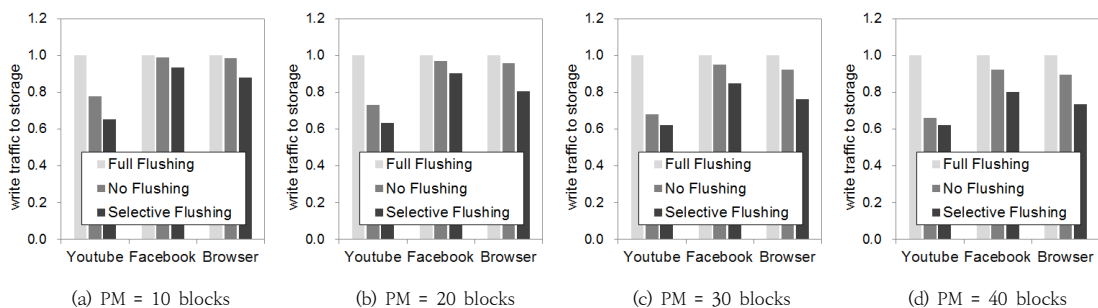 write traffic to storage
1.2
1.0
0.8
0.6
0.4
0.2
0.0
Full Flushing
No Flushing
Selective Flushing
Youtube Facebook Browser
(a) PM = 10 blocks
write traffic to storage
1.2
1.0
0.8
0.6
0.4
0.2
0.0
Full Flushing
No Flushing
Selective Flushing
Youtube Facebook Browser
(b) PM = 20 blocks
write traffic to storage
1.2
1.0
0.8
0.6
0.4
0.2
0.0
Full Flushing
No Flushing
Selective Flushing
Youtube Facebook Browser
(c) PM = 30 blocks
write traffic to storage
1.2
1.0
0.8
0.6
0.4
0.2
0.0
Full Flushing
No Flushing
Selective Flushing
Youtube Facebook Browser
(d) PM = 40 blocks